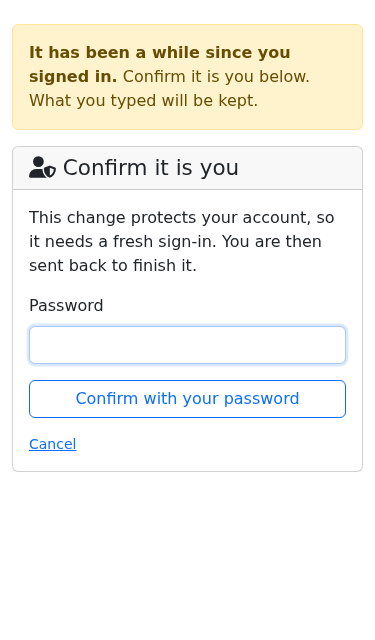 It has been a while since you
signed in. Confirm it is you below.
What you typed will be kept.
Confirm it is you
This change protects your account, so
it needs a fresh sign-in. You are then
sent back to finish it.
Password
Confirm with your password
Cancel